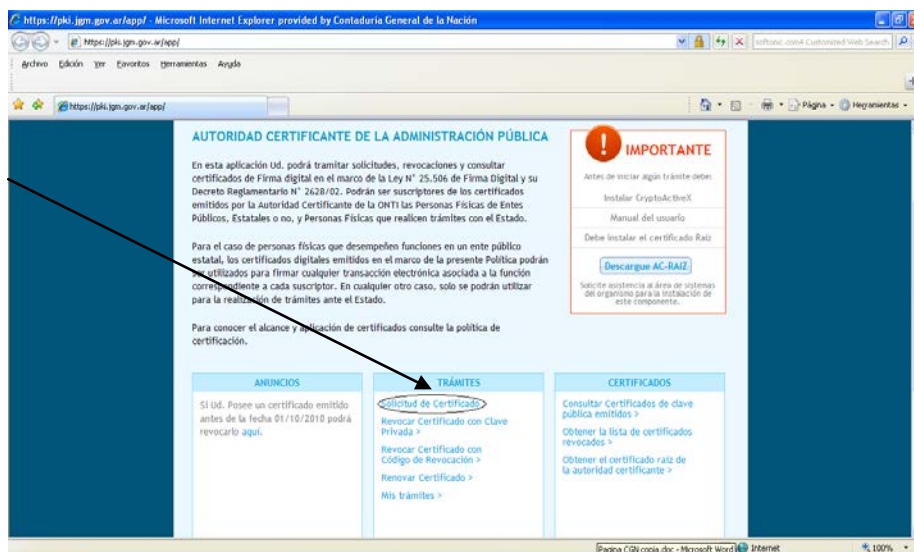 https://pki.jgm.gov.ar/app/ - Microsoft Internet Explorer provided by Contaduría General de la Nación
https://pki.jgm.gov.ar/app/
softonic.com4 Customized Web Search
Archivo Edición Ver Favoritos Herramientas Ayuda
https://pki.jgm.gov.ar/app/
Página
Herramientas
AUTORIDAD CERTIFICANTE DE LA ADMINISTRACIÓN PÚBLICA
En esta aplicación Ud. podrá tramitar solicitudes, revocaciones y consultar
certificados de Firma digital en el marco de la Ley N° 25.506 de Firma Digital y su
Decreto Reglamentario N° 2628/02. Podrán ser suscriptores de los certificados
emitidos por la Autoridad Certificante de la ONTI las Personas Físicas de Entes
Públicos, Estatales o no, y Personas Físicas que realicen trámites con el Estado.
Para el caso de personas físicas que desempeñen funciones en un ente público
estatal, los certificados digitales emitidos en el marco de la presente Política podrán
ser utilizados para firmar cualquier transacción electrónica asociada a la función
correspondiente a cada suscriptor. En cualquier otro caso, solo se podrán utilizar
para la realización de trámites ante el Estado.
Para conocer el alcance y aplicación de certificados consulte la política de
certificación.
IMPORTANTE
Antes de iniciar algún trámite debe:
Instalar CryptoActiveX
Manual del usuario
Debe instalar el certificado Raíz
Descargue AC-RAIZ
Solicite asistencia al área de sistemas
del organismo para la instalación de
este componente.
ANUNCIOS
Si Ud. Posee un certificado emitido
antes de la fecha 01/10/2010 podrá
revocarlo aquí.
TRÁMITES
Solicitud de Certificado
Revocar Certificado con Clave
Privada >
Revocar Certificado con
Código de Revocación >
Renovar Certificado >
Mis trámites >
CERTIFICADOS
Consultar Certificados de clave
pública emitidos >
Obtener la lista de certificados
revocados >
Obtener el certificado raíz de
la autoridad certificante >
Pagina CGN copia.doc - Microsoft Word
Internet
100%